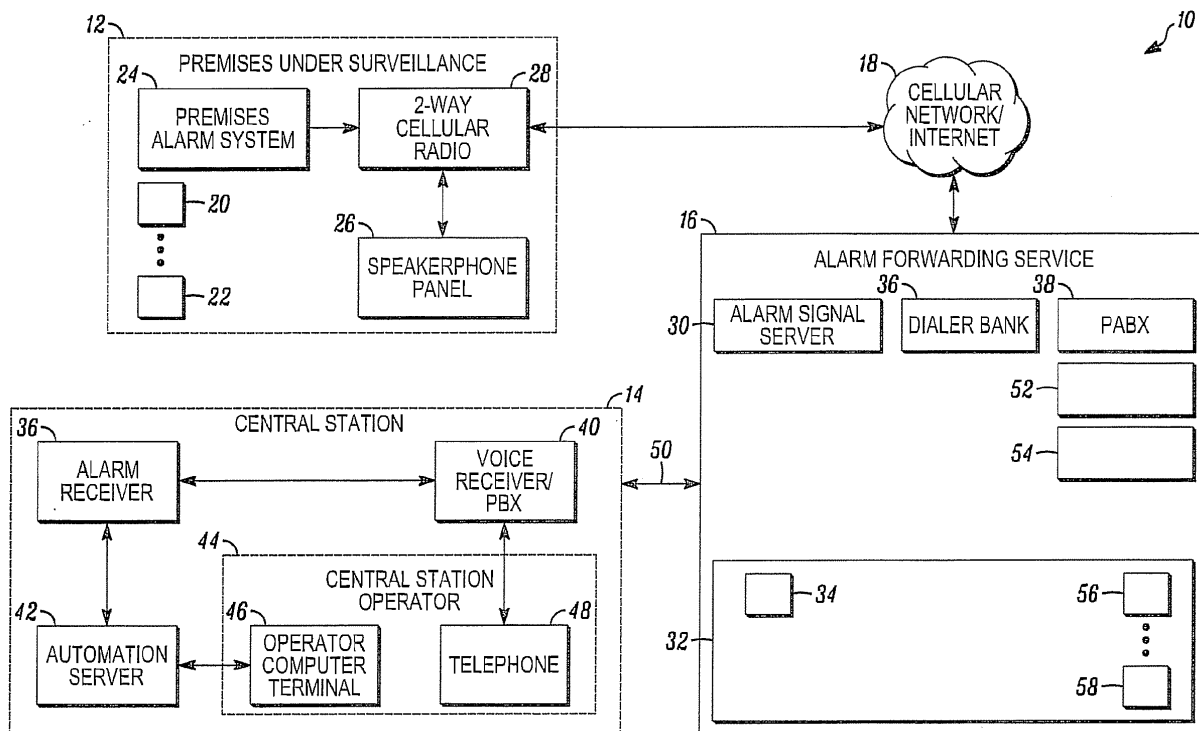 10
12
PREMISES UNDER SURVEILLANCE
24
PREMISES
ALARM SYSTEM
28
2-WAY
CELLULAR
RADIO
20
22
26
SPEAKERPHONE
PANEL
18
CELLULAR
NETWORK/
INTERNET
16
ALARM FORWARDING SERVICE
30
ALARM SIGNAL
SERVER
36
DIALER BANK
38
PABX
52
54
14
CENTRAL STATION
36
ALARM
RECEIVER
40
VOICE
RECEIVER/
PBX
50
44
CENTRAL STATION
OPERATOR
42
AUTOMATION
SERVER
46
OPERATOR
COMPUTER
TERMINAL
48
TELEPHONE
32
34
56
58